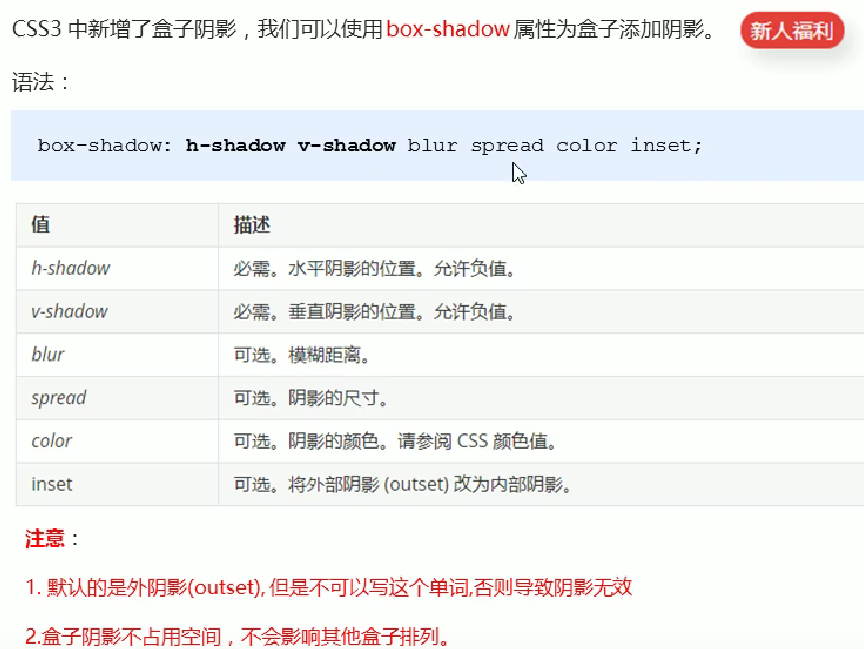 CSS3 中新增了盒子阴影，我们可以使用 box-shadow 属性为盒子添加阴影。
新人福利
语法：
box-shadow: h-shadow v-shadow blur spread color inset;
值 描述
h-shadow 必需。水平阴影的位置。允许负值。
v-shadow 必需。垂直阴影的位置。允许负值。
blur 可选。模糊距离。
spread 可选。阴影的尺寸。
color 可选。阴影的颜色。请参阅 CSS 颜色值。
inset 可选。将外部阴影 (outset) 改为内部阴影。
注意：
1. 默认的是外阴影(outset), 但是不可以写这个单词,否则导致阴影无效
2.盒子阴影不占用空间，不会影响其他盒子排列。